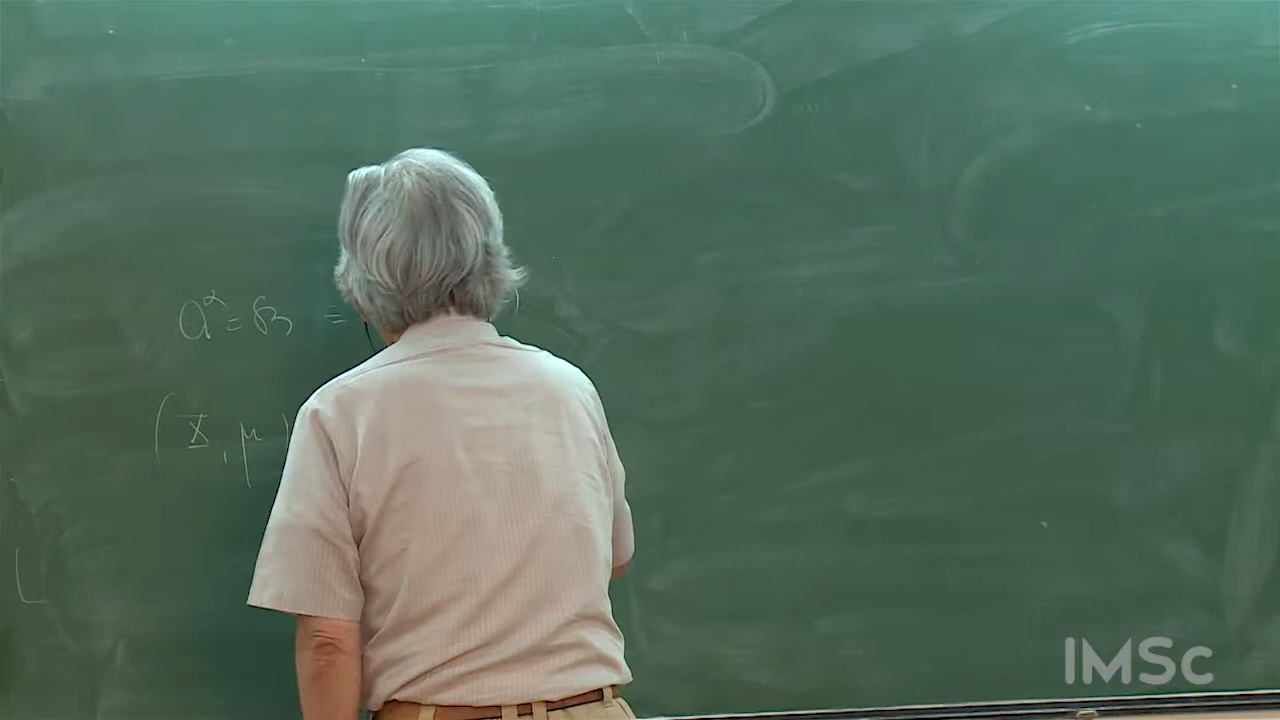 a^α = B ≡ )
(X, μ)
L
IMSc